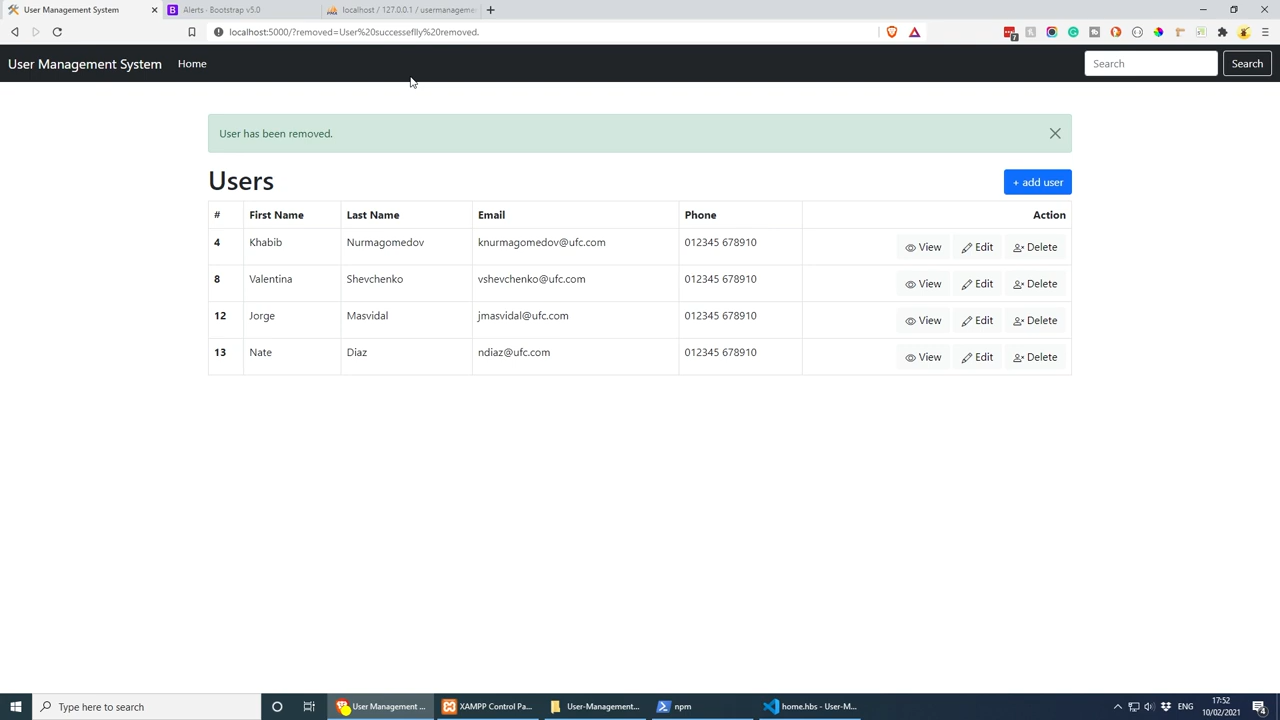 User Management System
Alerts · Bootstrap v5.0
localhost / 127.0.0.1 / usermanageme
localhost:5000/?removed=User%20successeflly%20removed.
User Management System Home Search Search
User has been removed.
Users
+ add user
# First Name Last Name Email Phone Action
4 Khabib Nurmagomedov knurmagomedov@ufc.com 012345 678910 View Edit Delete
8 Valentina Shevchenko vshevchenko@ufc.com 012345 678910 View Edit Delete
12 Jorge Masvidal jmasvidal@ufc.com 012345 678910 View Edit Delete
13 Nate Diaz ndiaz@ufc.com 012345 678910 View Edit Delete
Type here to search
User Management ...
XAMPP Control Pa...
User-Management...
npm
home.hbs - User-M...
ENG
17:52
10/02/2021